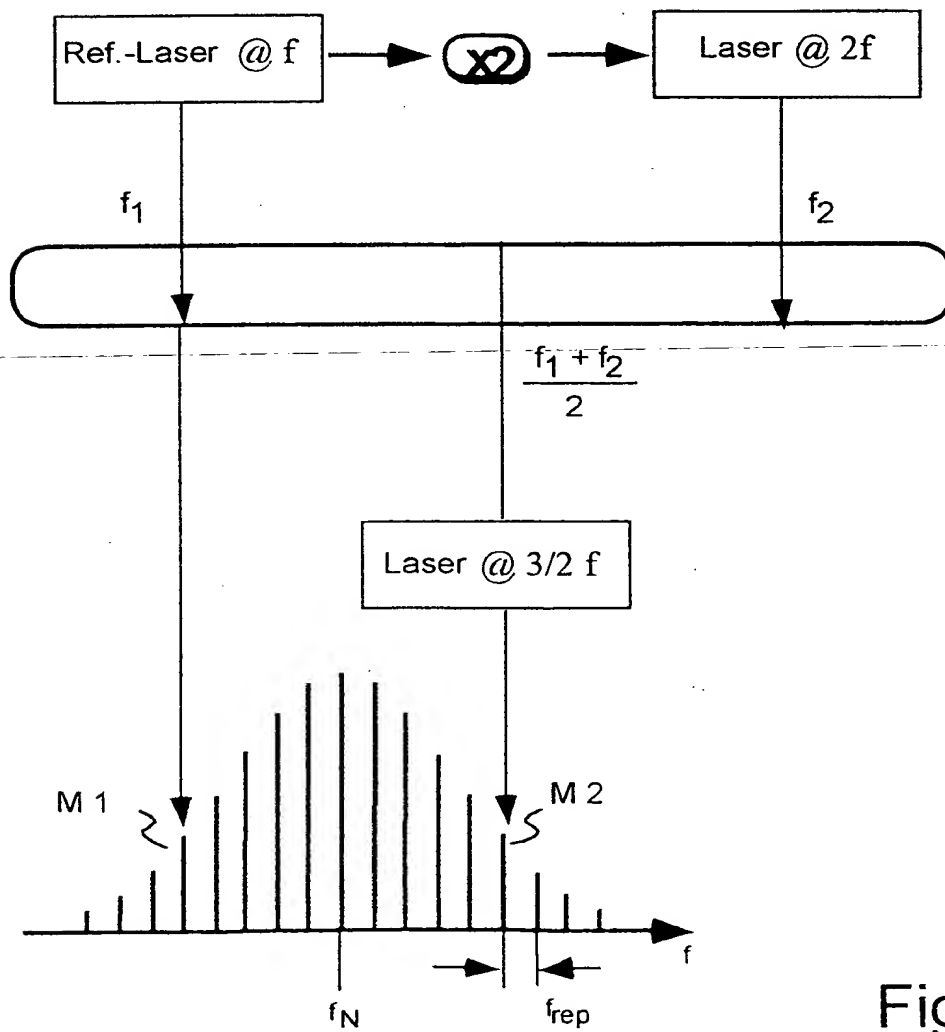 Ref.-Laser @ f
x2
Laser @ 2f
f1
f2
f1 + f2
2
Laser @ 3/2 f
M 1
M 2
f
fN
frep
Fig